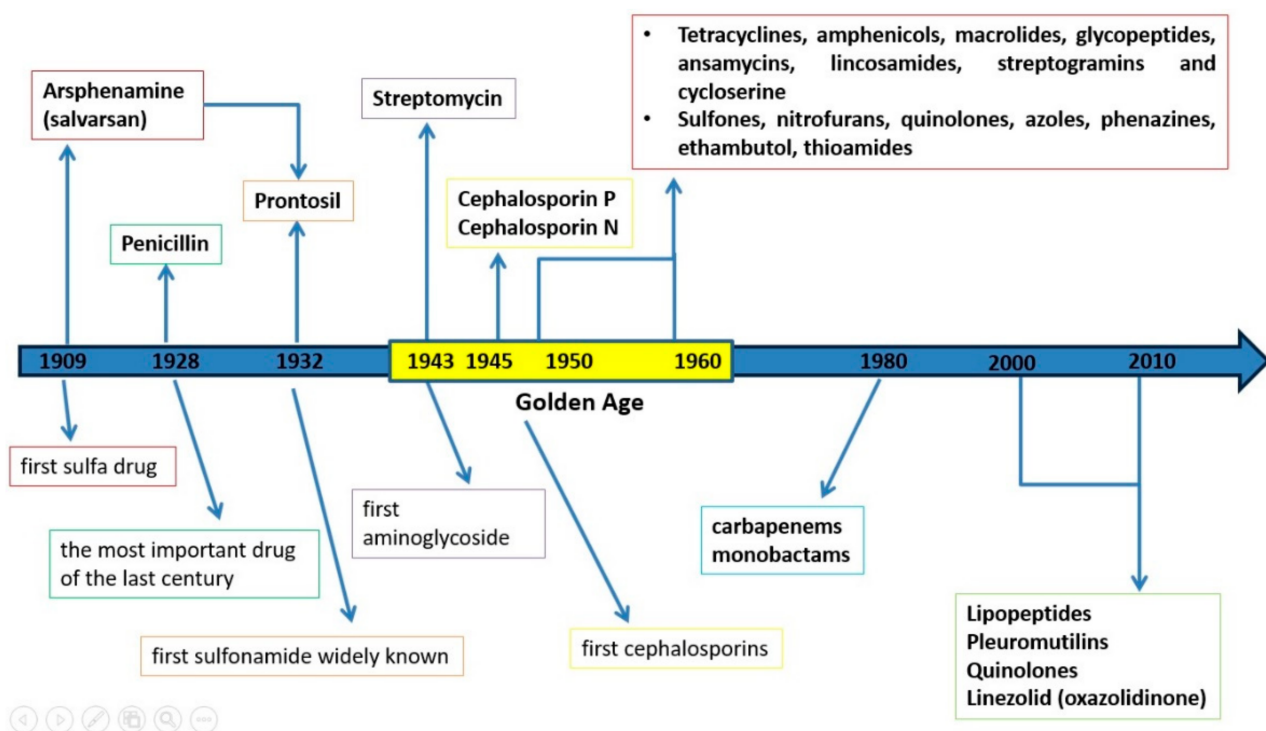 • Tetracyclines, amphenicols, macrolides, glycopeptides,
ansamycins, lincosamides, streptogramins and
cycloserine
• Sulfones, nitrofurans, quinolones, azoles, phenazines,
ethambutol, thioamides
Arsphenamine
(salvarsan)
Streptomycin
Prontosil
Cephalosporin P
Cephalosporin N
Penicillin
1909 1928 1932 1943 1945 1950 1960 1980 2000 2010
Golden Age
first sulfa drug
the most important drug
of the last century
first sulfonamide widely known
first
aminoglycoside
first cephalosporins
carbapenems
monobactams
Lipopeptides
Pleuromutilins
Quinolones
Linezolid (oxazolidinone)